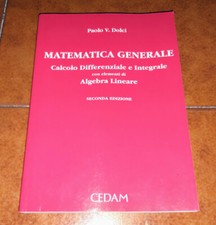 Paolo V. Dolci
MATEMATICA GENERALE
Calcolo Differenziale e Integrale
con elementi di
Algebra Lineare
SECONDA EDIZIONE
CEDAM